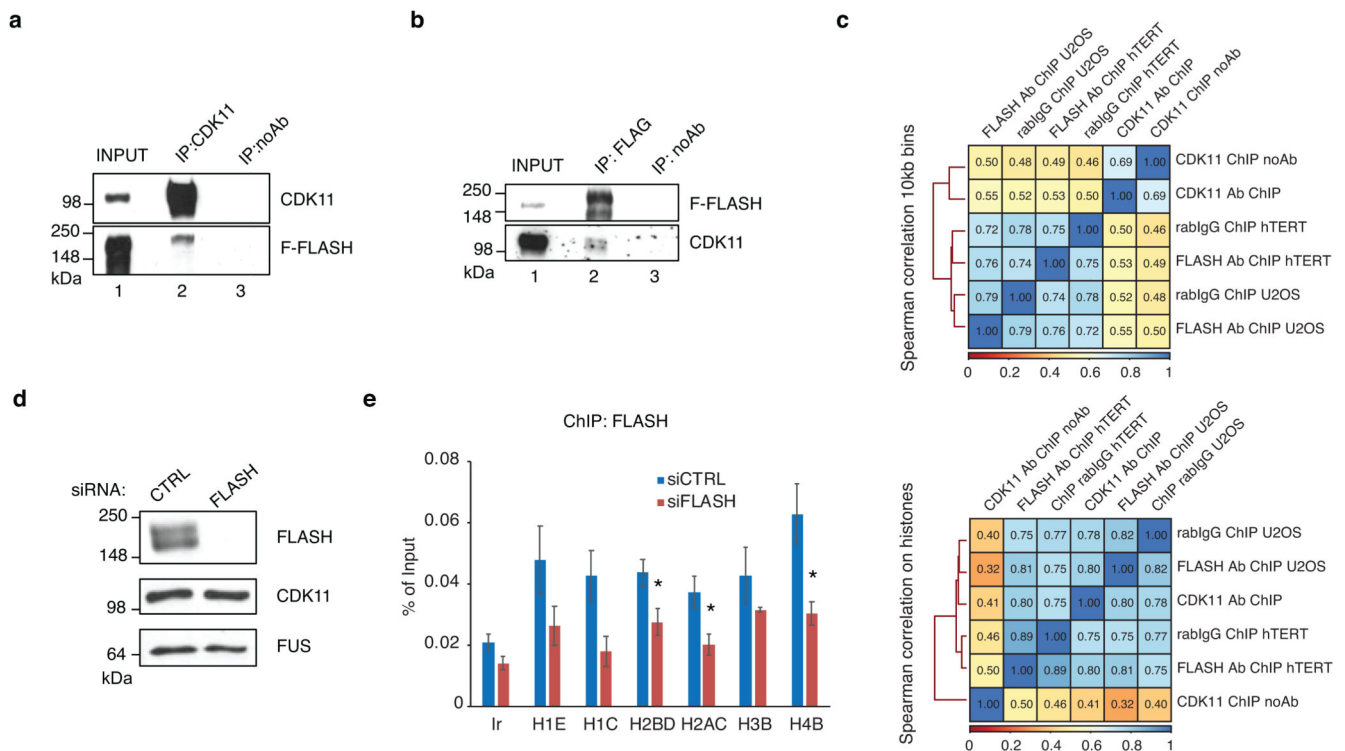 a
INPUT
IP:CDK11
IP:noAb
98
CDK11
250
148
F-FLASH
kDa
1 2 3
b
INPUT
IP: FLAG
IP: noAb
250
148
F-FLASH
98
CDK11
kDa
1 2 3
c
FLASH Ab ChIP U2OS
rabIgG ChIP U2OS
FLASH Ab ChIP hTERT
rabIgG ChIP hTERT
CDK11 Ab ChIP
CDK11 ChIP noAb
Spearman correlation 10kb bins
0.50 0.48 0.49 0.46 0.69 1.00 CDK11 ChIP noAb
0.55 0.52 0.53 0.50 1.00 0.69 CDK11 Ab ChIP
0.72 0.78 0.75 1.00 0.50 0.46 rabIgG ChIP hTERT
0.76 0.74 1.00 0.75 0.53 0.49 FLASH Ab ChIP hTERT
0.79 1.00 0.74 0.78 0.52 0.48 rabIgG ChIP U2OS
1.00 0.79 0.76 0.72 0.55 0.50 FLASH Ab ChIP U2OS
0 0.2 0.4 0.6 0.8 1
CDK11 Ab ChIP noAb
FLASH Ab ChIP hTERT
ChIP rabIgG hTERT
CDK11 Ab ChIP
FLASH Ab ChIP U2OS
ChIP rabIgG U2OS
Spearman correlation on histones
0.40 0.75 0.77 0.78 0.82 1.00 rabIgG ChIP U2OS
0.32 0.81 0.75 0.80 1.00 0.82 FLASH Ab ChIP U2OS
0.41 0.80 0.75 1.00 0.80 0.78 CDK11 Ab ChIP
0.46 0.89 1.00 0.75 0.75 0.77 rabIgG ChIP hTERT
0.50 1.00 0.89 0.80 0.81 0.75 FLASH Ab ChIP hTERT
1.00 0.50 0.46 0.41 0.32 0.40 CDK11 ChIP noAb
0 0.2 0.4 0.6 0.8 1
d
siRNA:
CTRL
FLASH
250
148
FLASH
98
CDK11
64
FUS
kDa
e
ChIP: FLASH
% of Input
0.08
0.06
0.04
0.02
0
siCTRL
siFLASH
* * *
Ir H1E H1C H2BD H2AC H3B H4B